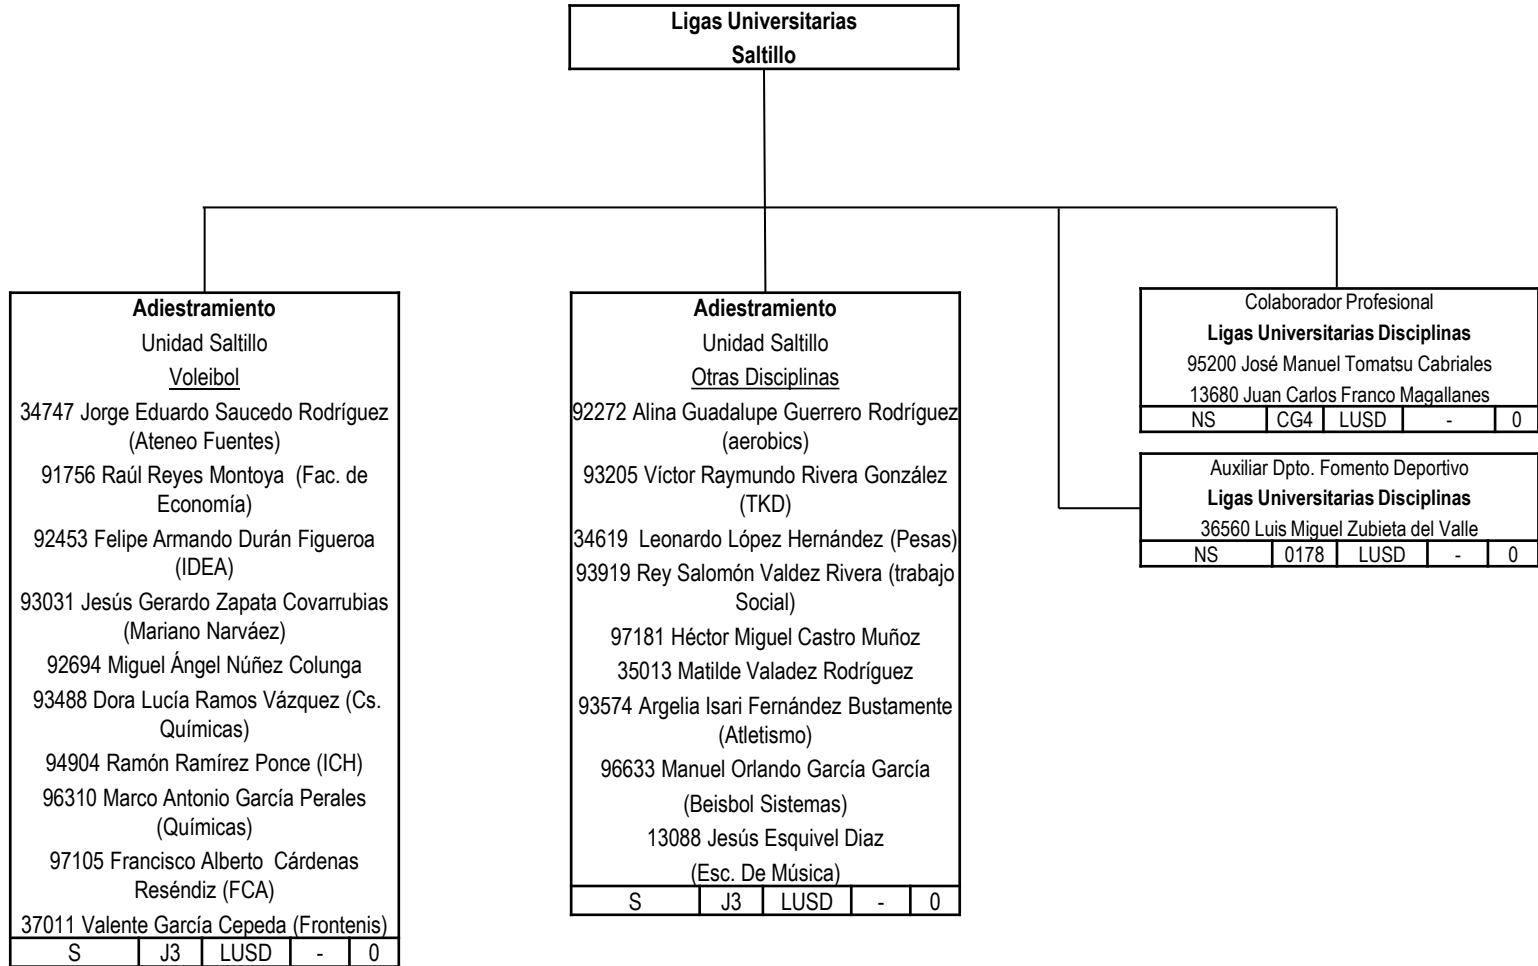 Ligas Universitarias
Saltillo
Adiestramiento
Unidad Saltillo
Voleibol
34747 Jorge Eduardo Saucedo Rodríguez
(Ateneo Fuentes)
91756 Raúl Reyes Montoya (Fac. de
Economía)
92453 Felipe Armando Durán Figueroa
(IDEA)
93031 Jesús Gerardo Zapata Covarrubias
(Mariano Narváez)
92694 Miguel Ángel Núñez Colunga
93488 Dora Lucía Ramos Vázquez (Cs.
Químicas)
94904 Ramón Ramírez Ponce (ICH)
96310 Marco Antonio García Perales
(Químicas)
97105 Francisco Alberto Cárdenas
Reséndiz (FCA)
37011 Valente García Cepeda (Frontenis)
S J3 LUSD - 0
Adiestramiento
Unidad Saltillo
Otras Disciplinas
92272 Alina Guadalupe Guerrero Rodríguez
(aerobics)
93205 Víctor Raymundo Rivera González
(TKD)
34619 Leonardo López Hernández (Pesas)
93919 Rey Salomón Valdez Rivera (trabajo
Social)
97181 Héctor Miguel Castro Muñoz
35013 Matilde Valadez Rodríguez
93574 Argelia Isari Fernández Bustamente
(Atletismo)
96633 Manuel Orlando García García
(Beisbol Sistemas)
13088 Jesús Esquivel Diaz
(Esc. De Música)
S J3 LUSD - 0
Colaborador Profesional
Ligas Universitarias Disciplinas
95200 José Manuel Tomatsu Cabriales
13680 Juan Carlos Franco Magallanes
NS CG4 LUSD - 0
Auxiliar Dpto. Fomento Deportivo
Ligas Universitarias Disciplinas
36560 Luis Miguel Zubieta del Valle
NS 0178 LUSD - 0